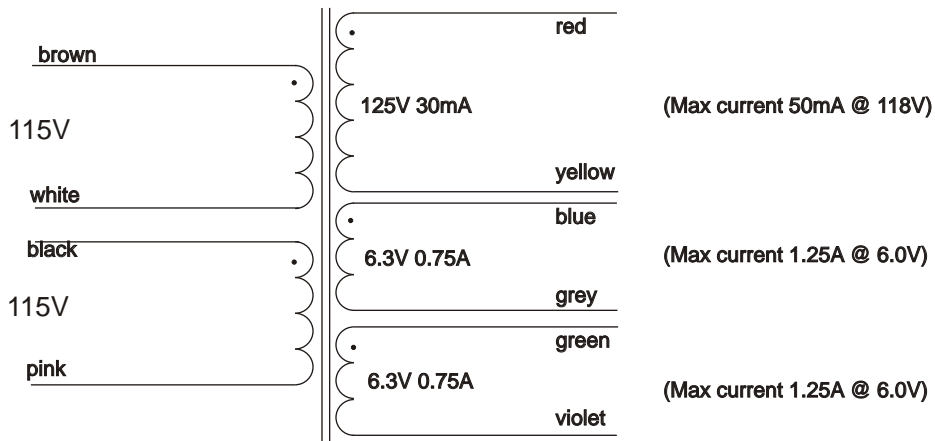 red
brown
125V 30mA
(Max current 50mA @ 118V)
115V
white
yellow
blue
black
6.3V 0.75A
(Max current 1.25A @ 6.0V)
115V
grey
green
pink
6.3V 0.75A
(Max current 1.25A @ 6.0V)
violet